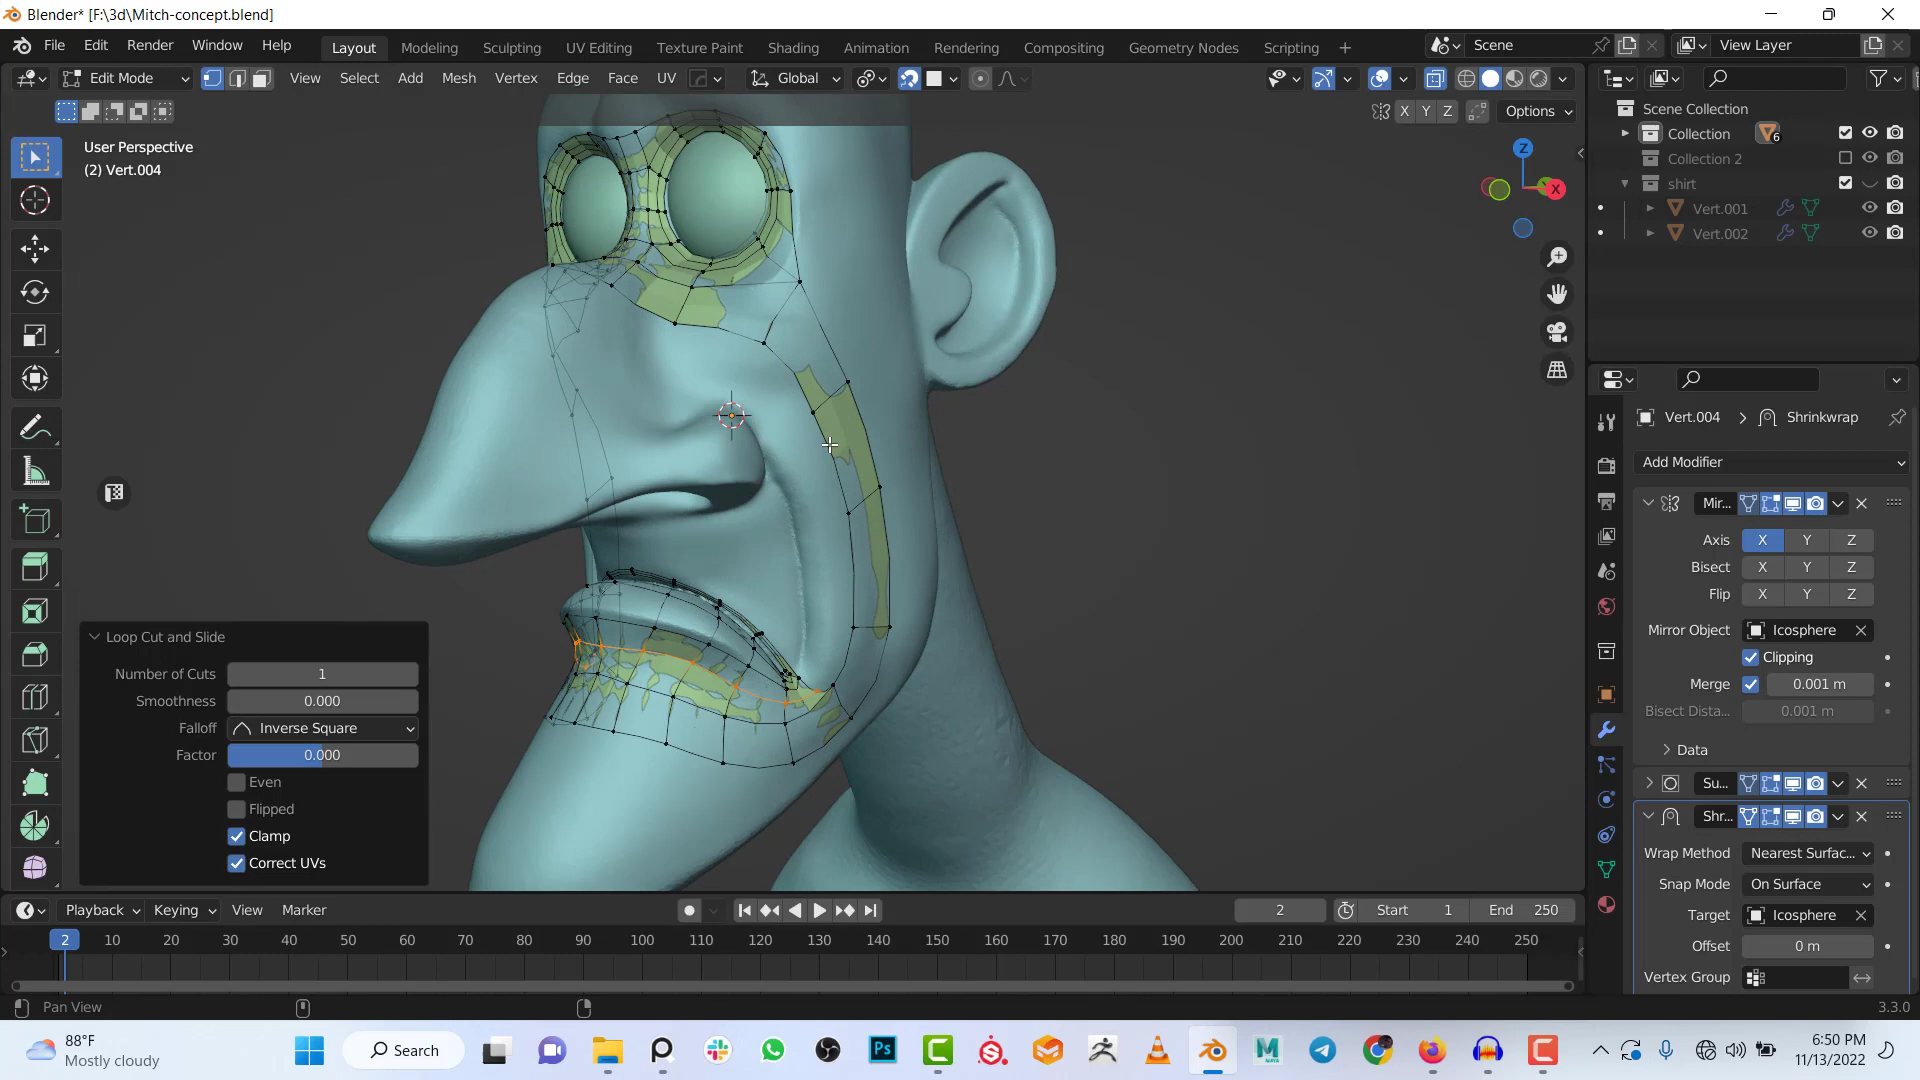 Blender* [F:\3d\Mitch-concept.blend]
File Edit Render Window Help Layout Modeling Sculpting UV Editing Texture Paint Shading Animation Rendering Compositing Geometry Nodes Scripting + Scene View Layer
Edit Mode View Select Add Mesh Vertex Edge Face UV Global
X Y Z Options
User Perspective
(2) Vert.004
Z
X
Scene Collection
Collection 6
Collection 2
shirt
Vert.001
Vert.002
Vert.004 > Shrinkwrap
Add Modifier
Mir...
Axis X Y Z
Bisect X Y Z
Flip X Y Z
Mirror Object Icosphere
Clipping
Merge 0.001 m
Bisect Dista... 0.001 m
Data
Su...
Shr...
Wrap Method Nearest Surfac...
Snap Mode On Surface
Target Icosphere
Offset 0 m
Vertex Group
Loop Cut and Slide
Number of Cuts 1
Smoothness 0.000
Falloff Inverse Square
Factor 0.000
Even
Flipped
Clamp
Correct UVs
Playback Keying View Marker 2 Start 1 End 250
2 10 20 30 40 50 60 70 80 90 100 110 120 130 140 150 160 170 180 190 200 210 220 230 240 250
Pan View 3.3.0
88°F
Mostly cloudy
Search
Ps
MAYA
6:50 PM
11/13/2022